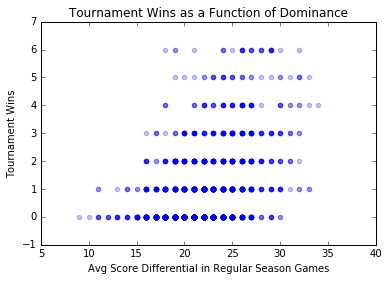 Tournament Wins as a Function of Dominance
7
6
5
4
3
2
1
0
−1
Tournament Wins
5 10 15 20 25 30 35 40
Avg Score Differential in Regular Season Games